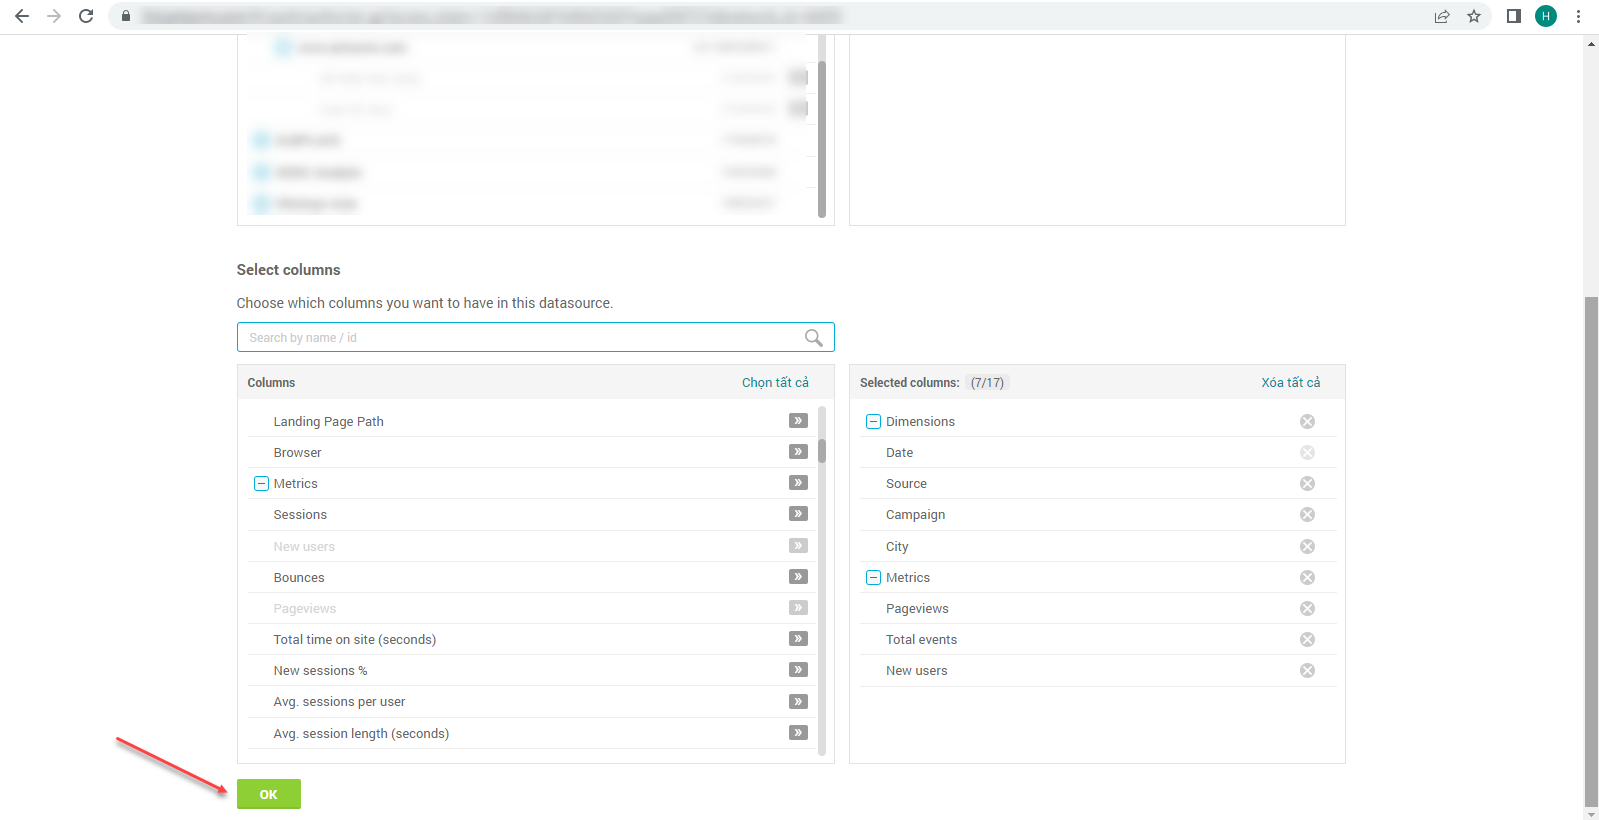 Select columns
Choose which columns you want to have in this datasource.
Search by name / id
Columns
Chọn tất cả
Landing Page Path
Browser
Metrics
Sessions
New users
Bounces
Pageviews
Total time on site (seconds)
New sessions %
Avg. sessions per user
Avg. session length (seconds)
Selected columns: (7/17)
Xóa tất cả
Dimensions
Date
Source
Campaign
City
Metrics
Pageviews
Total events
New users
OK
H